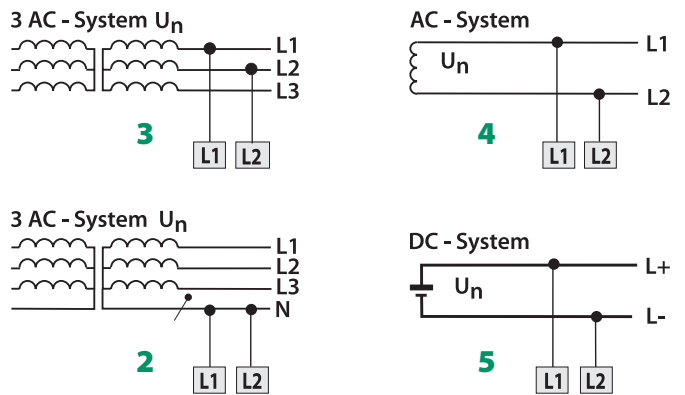 3 AC - System Un
L1
L2
L3
3
L1 L2
AC - System
Un
L1
L2
4
L1 L2
3 AC - System Un
L1
L2
L3
N
2
L1 L2
DC - System
Un
L+
L-
5
L1 L2